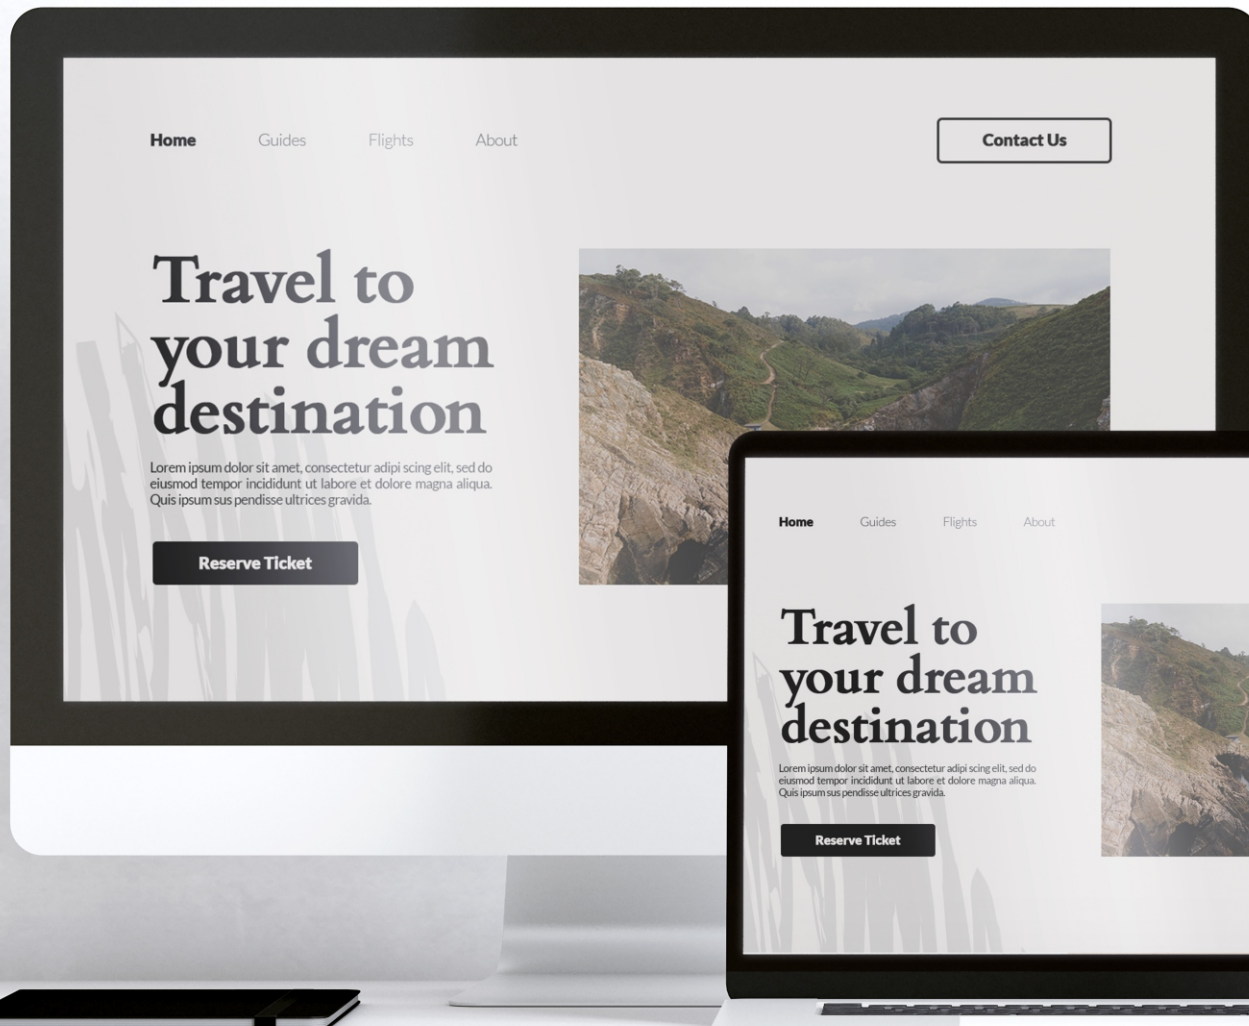 Home Guides Flights About Contact Us
Travel to
your dream
destination
Lorem ipsum dolor sit amet, consectetur adipi scing elit, sed do
eiusmod tempor incididunt ut labore et dolore magna aliqua.
Quis ipsum sus pendisse ultrices gravida.
Reserve Ticket
Home Guides Flights About
Travel to
your dream
destination
Lorem ipsum dolor sit amet, consectetur adipi scing elit, sed do
eiusmod tempor incididunt ut labore et dolore magna aliqua.
Quis ipsum sus pendisse ultrices gravida.
Reserve Ticket